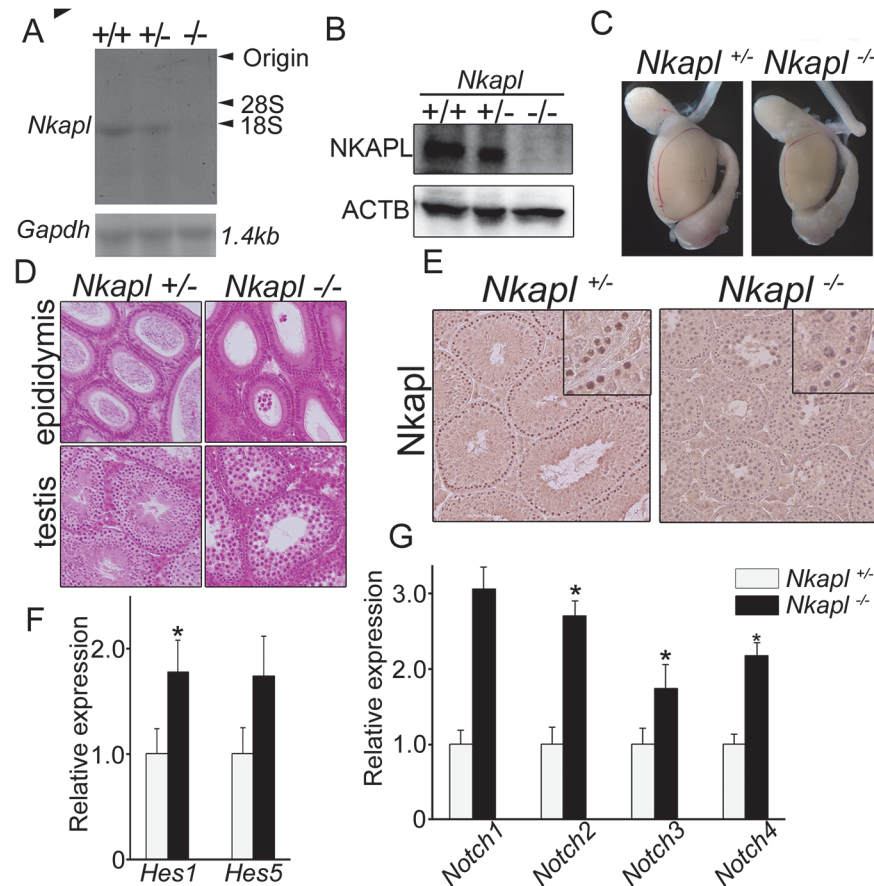 A
+/+ +/- -/-
Origin
28S
18S
Nkapl
Gapdh
1.4kb
B
Nkapl
+/+ +/- -/-
NKAPL
ACTB
C
Nkapl +/- Nkapl -/-
D
Nkapl +/- Nkapl -/-
epididymis
testis
E
Nkapl +/- Nkapl -/-
Nkapl
F
Relative expression
2.0
*
1.0
0
Hes1 Hes5
G
Nkapl +/-
Nkapl -/-
Relative expression
3.0
2.0
1.0
0
* * *
Notch1 Notch2 Notch3 Notch4